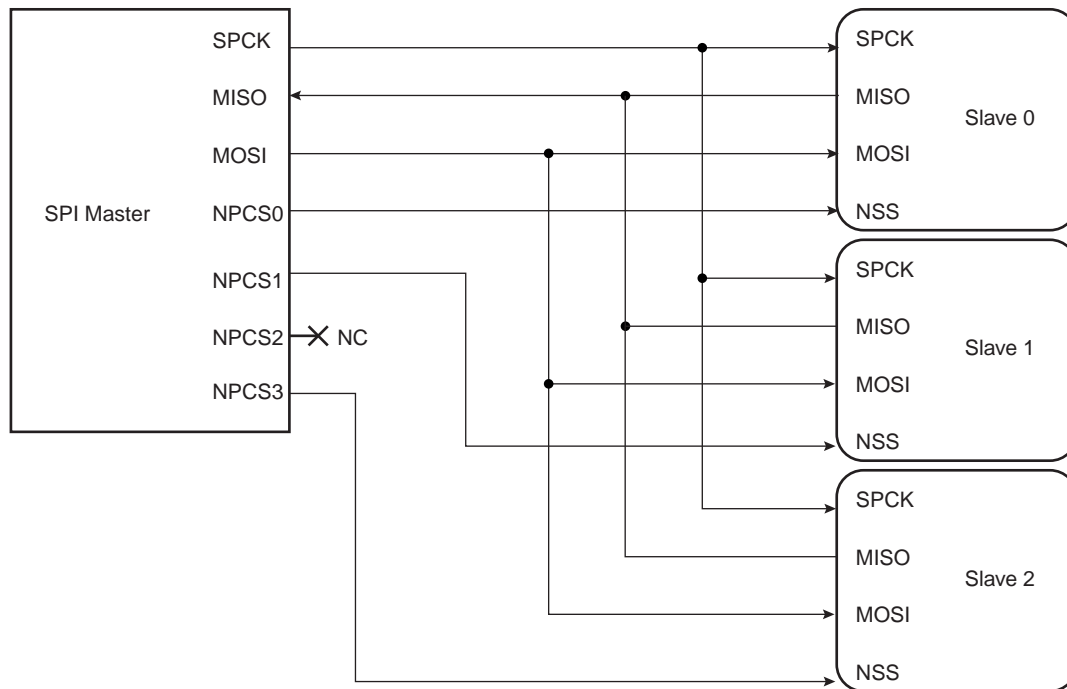 SPI Master
SPCK
MISO
MOSI
NPCS0
NPCS1
NPCS2
NC
NPCS3
SPCK
MISO
Slave 0
MOSI
NSS
SPCK
MISO
Slave 1
MOSI
NSS
SPCK
MISO
Slave 2
MOSI
NSS